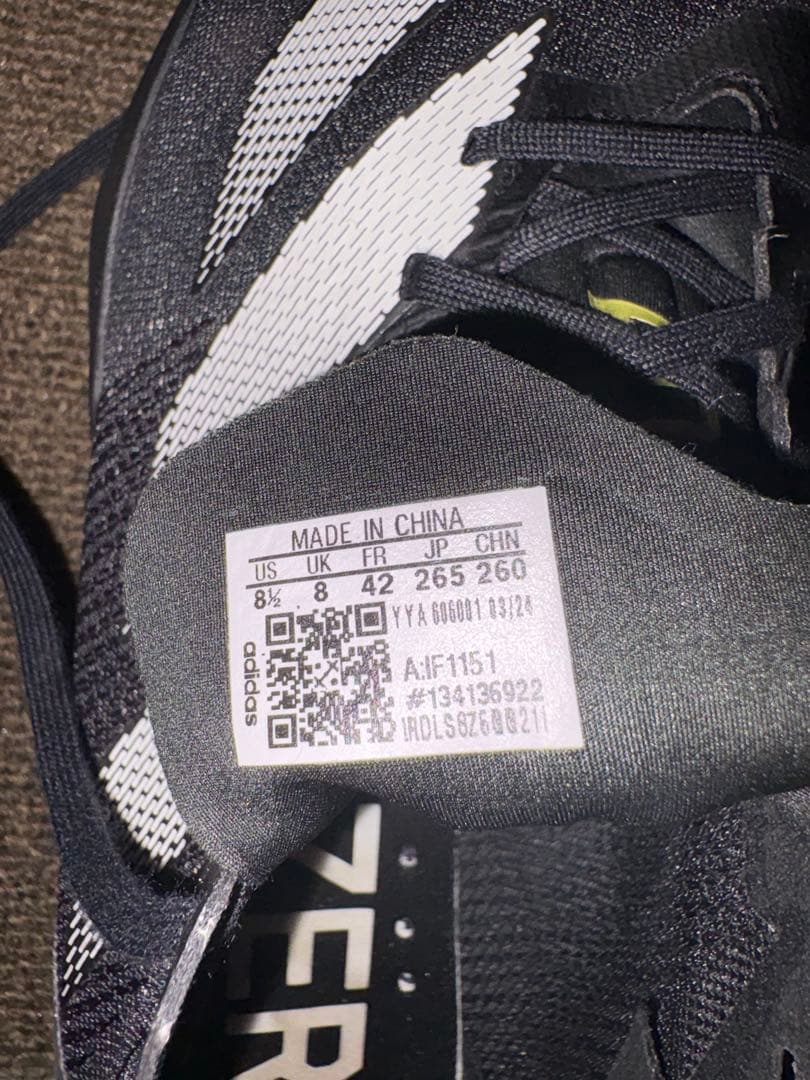 MADE IN CHINA
US UK FR JP CHN
8½ 8 42 265 260
YYA 606001 03/24
adidas
A:IF1151
#134136922
ZER